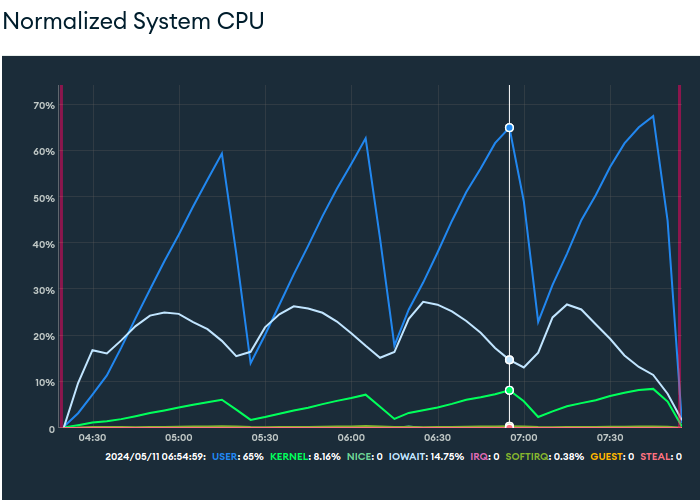 Normalized System CPU
70%
60%
50%
40%
30%
20%
10%
0
04:30 05:00 05:30 06:00 06:30 07:00 07:30
2024/05/11 06:54:59: USER: 65% KERNEL: 8.16% NICE: 0 IOWAIT: 14.75% IRQ: 0 SOFTIRQ: 0.38% GUEST: 0 STEAL: 0